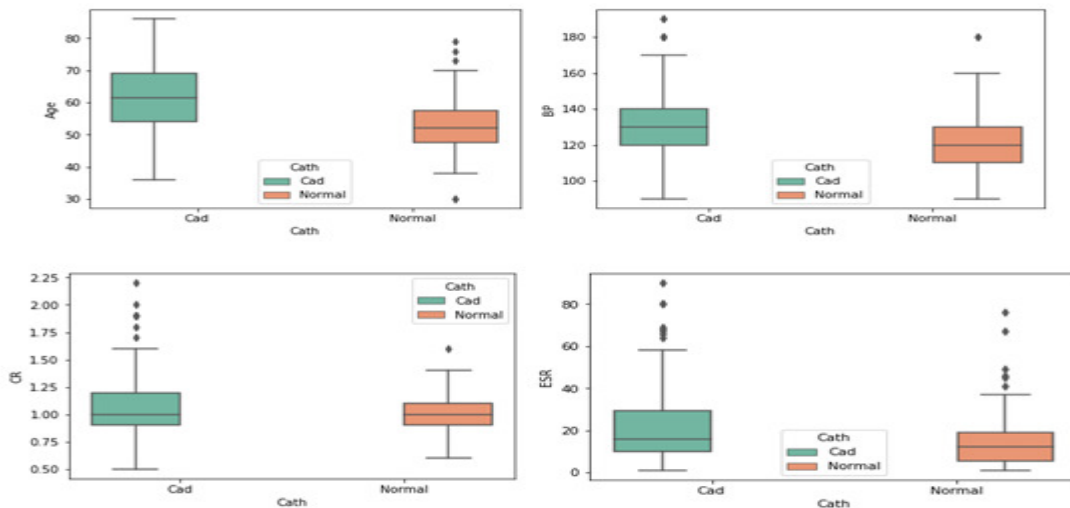 80
70
60
50
40
30
Age
Cath
Cad
Normal
Cad
Normal
Cath
180
160
140
120
100
BP
Cath
Cad
Normal
Cad
Normal
Cath
2.25
2.00
1.75
1.50
1.25
1.00
0.75
0.50
CR
Cath
Cad
Normal
Cad
Normal
Cath
80
60
40
20
0
ESR
Cath
Cad
Normal
Cad
Normal
Cath